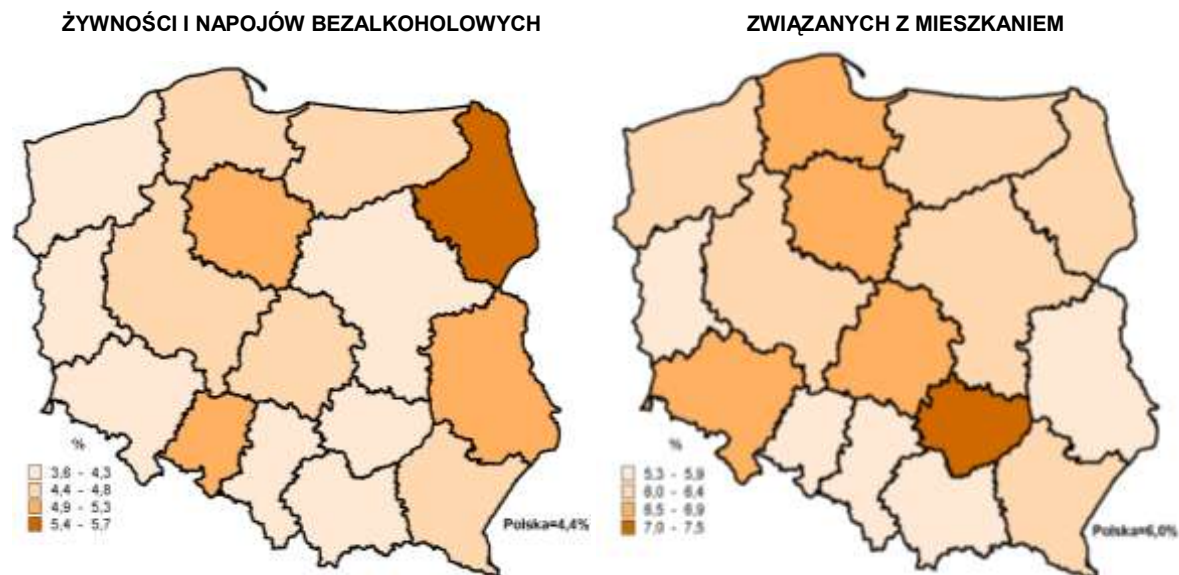 ŻYWNOŚCI I NAPOJÓW BEZALKOHOLOWYCH
ZWIĄZANYCH Z MIESZKANIEM
%
3,6 - 4,3
4,4 - 4,8
4,9 - 5,3
5,4 - 5,7
Polska=4,4%
%
5,3 - 5,9
6,0 - 6,4
6,5 - 6,9
7,0 - 7,5
Polska=6,0%